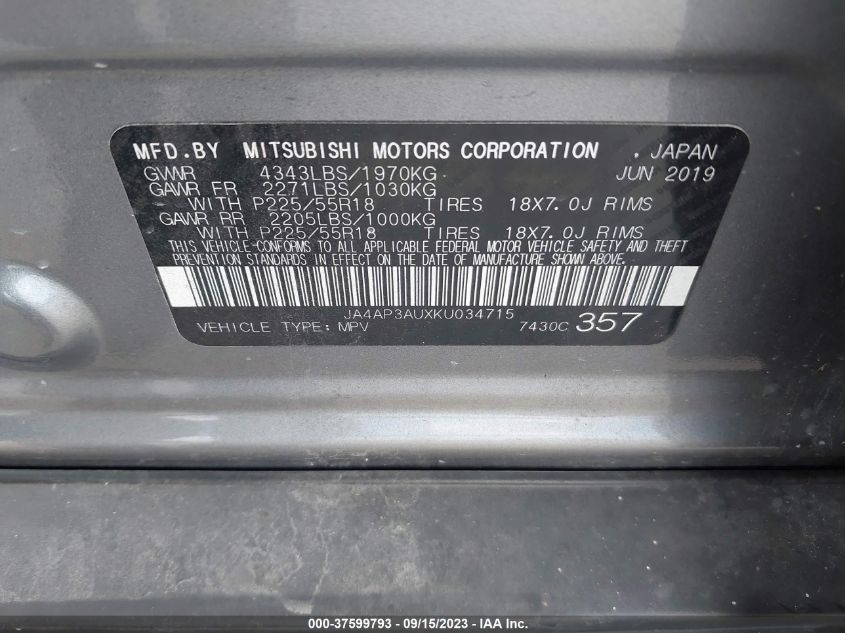 MFD.BY MITSUBISHI MOTORS CORPORATION . JAPAN
GVWR 4343LBS/1970KG JUN 2019
GAWR FR 2271LBS/1030KG
WITH P225/55R18 TIRES 18X7.0J RIMS
GAWR RR 2205LBS/1000KG
WITH P225/55R18 TIRES 18X7.0J RIMS
THIS VEHICLE CONFORMS TO ALL APPLICABLE FEDERAL MOTOR VEHICLE SAFETY AND THEFT
PREVENTION STANDARDS IN EFFECT ON THE DATE OF MANUFACTURE SHOWN ABOVE.
JA4AP3AUXKU034715
VEHICLE TYPE: MPV 7430C 357
000-37599793 - 09/15/2023 - IAA Inc.